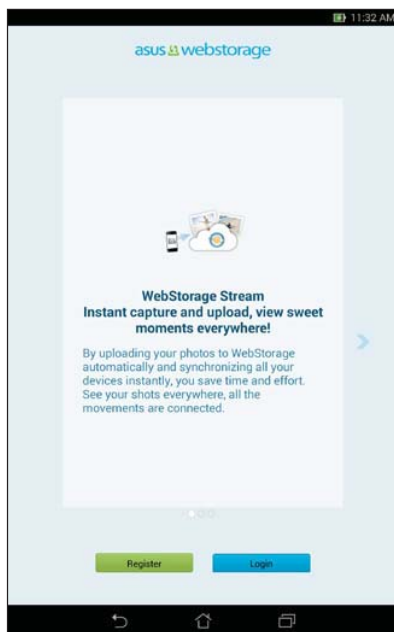 11:32 AM
asus webstorage
WebStorage Stream
Instant capture and upload, view sweet
moments everywhere!
By uploading your photos to WebStorage
automatically and synchronizing all your
devices instantly, you save time and effort.
See your shots everywhere, all the
movements are connected.
Register
Login